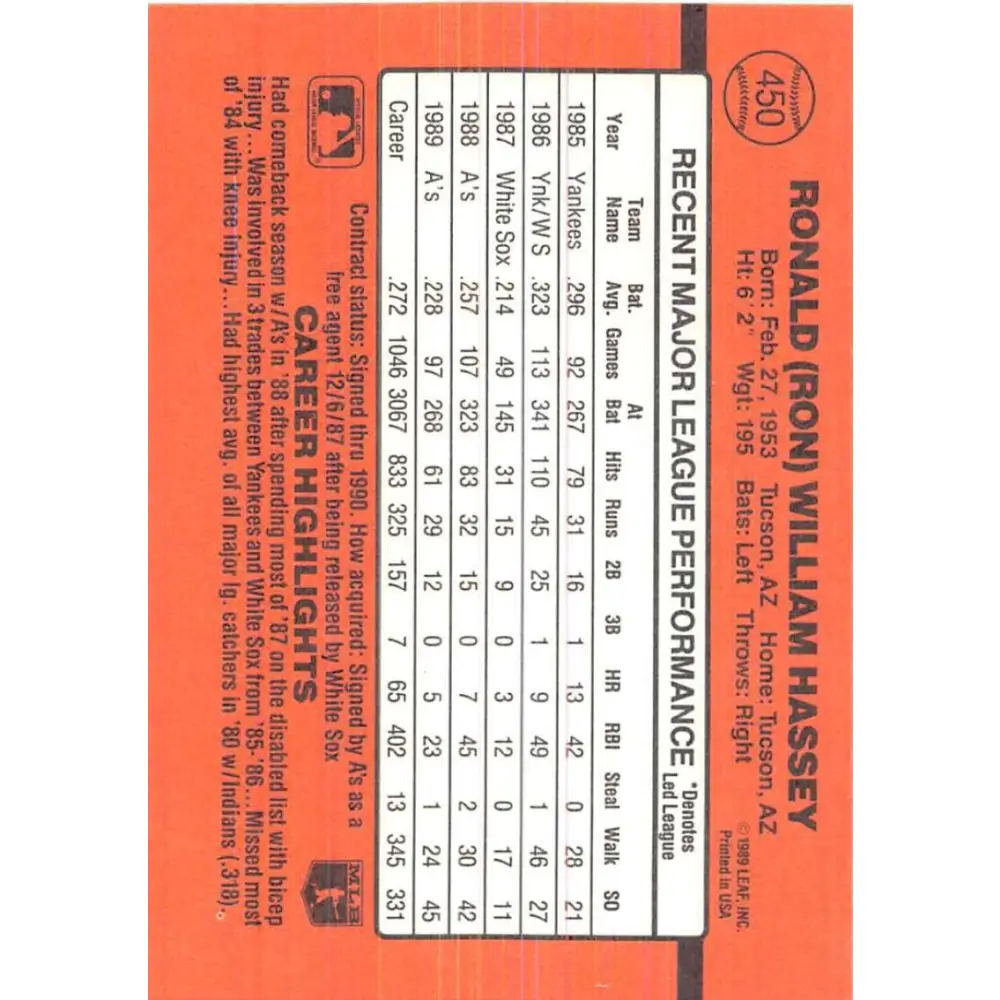 450
RONALD (RON) WILLIAM HASSEY
Born: Feb. 27, 1953 Tucson, AZ Home: Tucson, AZ
Ht: 6' 2" Wgt: 195 Bats: Left Throws: Right
© 1989 LEAF, INC.
Printed in USA
RECENT MAJOR LEAGUE PERFORMANCE *Denotes Led League
Year Team Name Bat. Avg. Games At Bat Hits Runs 2B 3B HR RBI Steal Walk SO
1985 Yankees .296 92 267 79 31 16 1 13 42 0 28 21
1986 Ynk/W S .323 113 341 110 45 25 1 9 49 1 46 27
1987 White Sox .214 49 145 31 15 9 0 3 12 0 17 11
1988 A's .257 107 323 83 32 15 0 7 45 2 30 42
1989 A's .228 97 268 61 29 12 0 5 23 1 24 45
Career .272 1046 3067 833 325 157 7 65 402 13 345 331
Contract status: Signed thru 1990. How acquired: Signed by A's as a
free agent 12/6/87 after being released by White Sox
MLB
CAREER HIGHLIGHTS
Had comeback season w/A's in '88 after spending most of '87 on the disabled list with bicep
injury...Was involved in 3 trades between Yankees and White Sox from '85-'86...Missed most
of '84 with knee injury...Had highest avg. of all major lg. catchers in '80 w/Indians (.318).